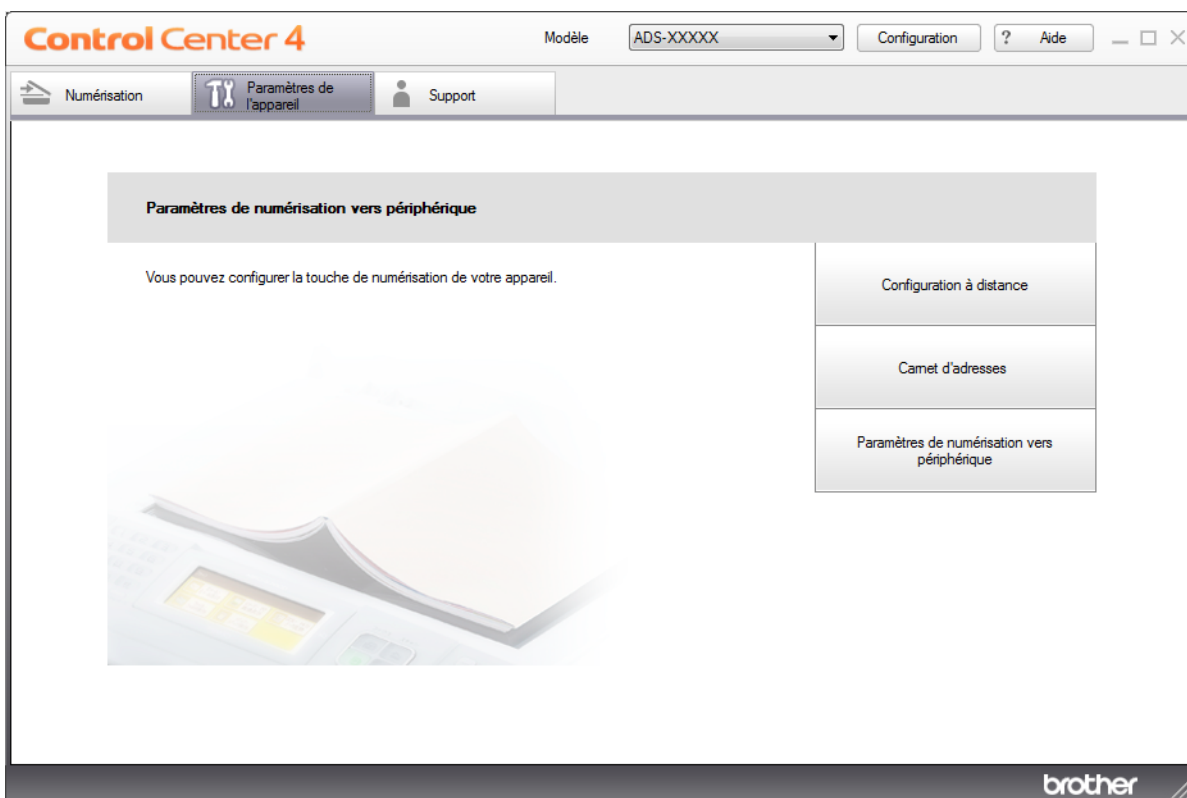 Control Center 4
Modèle
ADS-XXXXX
Configuration
? Aide
Numérisation
Paramètres de
l'appareil
Support
Paramètres de numérisation vers périphérique
Vous pouvez configurer la touche de numérisation de votre appareil.
Configuration à distance
Carnet d'adresses
Paramètres de numérisation vers
périphérique
brother